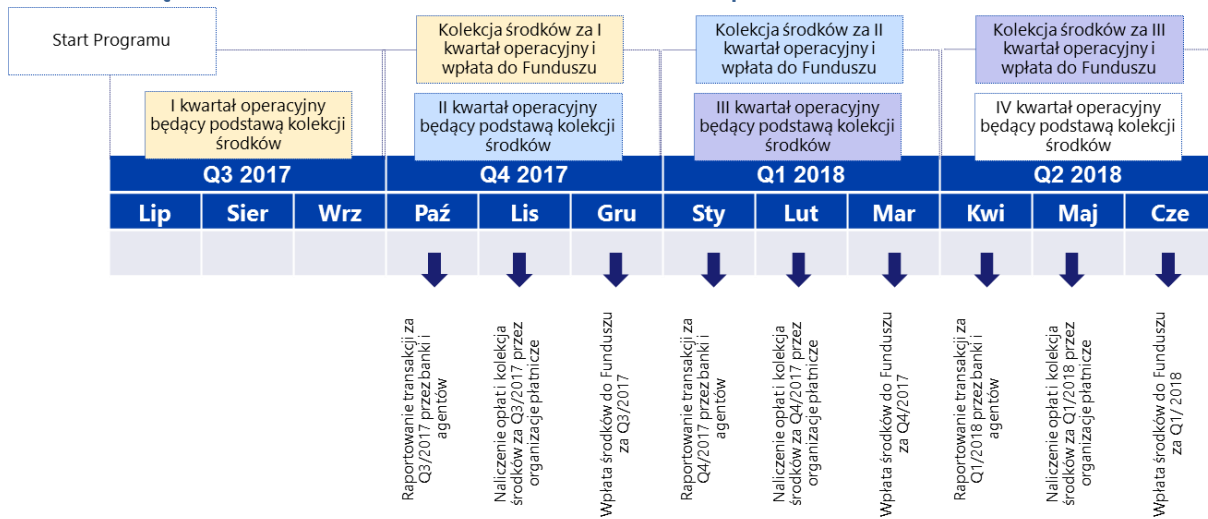 Start Programu
Kolekcja środków za I
kwartał operacyjny i
wpłata do Funduszu
Kolekcja środków za II
kwartał operacyjny i
wpłata do Funduszu
Kolekcja środków za III
kwartał operacyjny i
wpłata do Funduszu
I kwartał operacyjny
będący podstawą kolekcji
środków
II kwartał operacyjny
będący podstawą kolekcji
środków
III kwartał operacyjny
będący podstawą kolekcji
środków
IV kwartał operacyjny
będący podstawą kolekcji
środków
Q3 2017 Q4 2017 Q1 2018 Q2 2018
Lip Sier Wrz Paź Lis Gru Sty Lut Mar Kwi Maj Cze
Raportowanie transakcji za
Q3/2017 przez banki i
agentów
Naliczenie opłat i kolekcja
środków za Q3/2017 przez
organizacje płatnicze
Wpłata środków do Funduszu
za Q3/2017
Raportowanie transakcji za
Q4/2017 przez banki i
agentów
Naliczenie opłat i kolekcja
środków za Q4/2017 przez
organizacje płatnicze
Wpłata środków do Funduszu
za Q4/2017
Raportowanie transakcji za
Q1/2018 przez banki i
agentów
Naliczenie opłat i kolekcja
środków za Q1/2018 przez
organizacje płatnicze
Wpłata środków do Funduszu
za Q1/ 2018